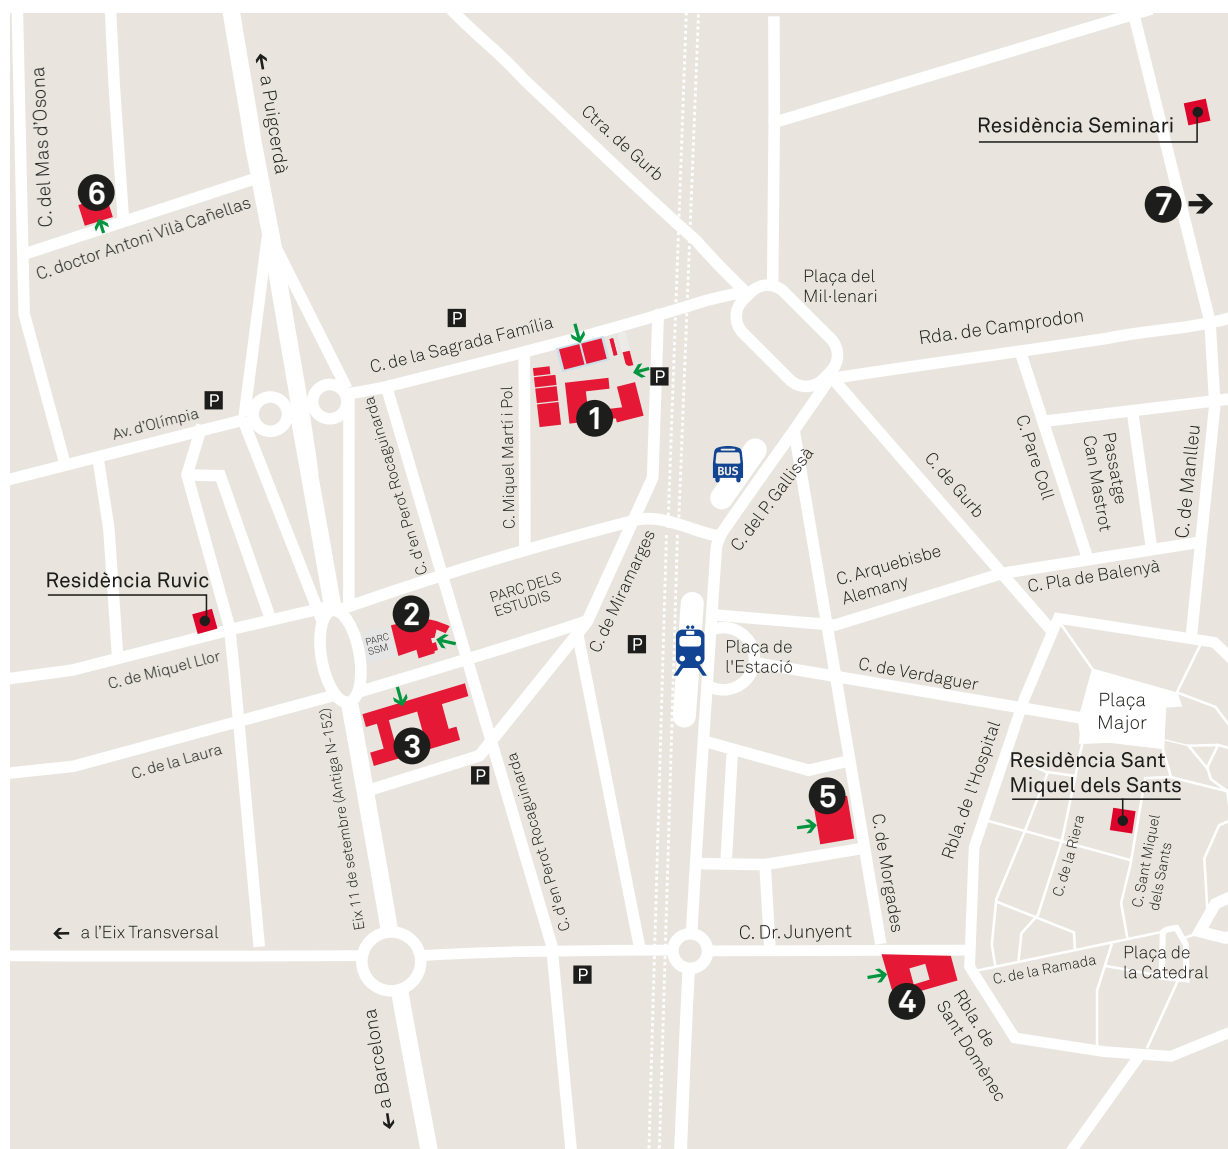 C. del Mas d'Osona
a Puigcerdà
Ctra. de Gurb
Residència Seminari
6
7
C. doctor Antoni Vilà Cañellas
Plaça del
Mil·lenari
P
C. de la Sagrada Família
Rda. de Camprodon
P
P
Av. d'Olímpia
C. d'en Perot Rocaguinarda
C. Miquel Martí i Pol
1
BUS
C. del P. Gallissà
C. de Gurb
C. Pare Coll
Passatge
Can Mastrot
C. de Manlleu
Residència Ruvic
C. Arquebisbe
Alemany
C. Pla de Balenyà
PARC DELS
ESTUDIS
C. de Miramarges
2
PARC
SSM
P
Plaça de
l'Estació
C. de Miquel Llor
C. de Verdaguer
Plaça
Major
3
C. de la Laura
Eix 11 de setembre (Antiga N-152)
P
C. d'en Perot Rocaguinarda
Rbla. de l'Hospital
Residència Sant
Miquel dels Sants
5
C. de Morgades
C. de la Riera
C. Sant Miquel
dels Sants
a l'Eix Transversal
C. Dr. Junyent
Plaça de
la Catedral
C. de la Ramada
P
4
Rbla. de
Sant Domènec
a Barcelona